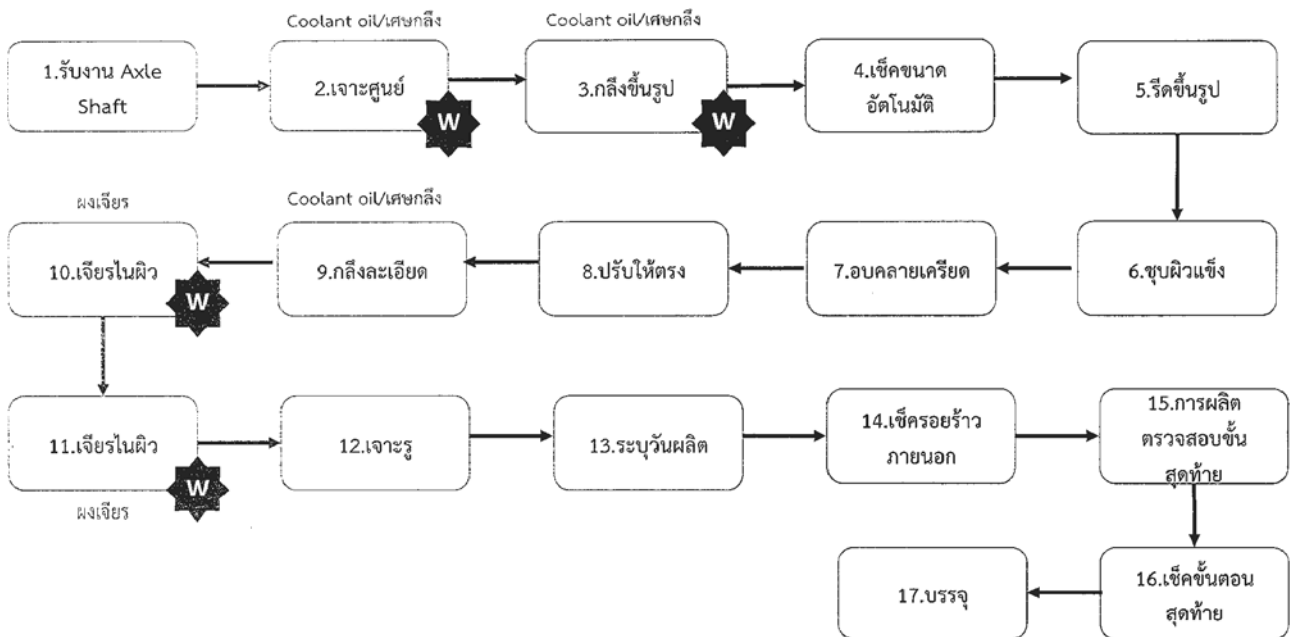 Coolant oil/เศษกลึง
Coolant oil/เศษกลึง
1.รับงาน Axle
Shaft
2.เจาะศูนย์
W
3.กลึงขึ้นรูป
W
4.เช็คขนาด
อัตโนมัติ
5.รีดขึ้นรูป
ผงเจียร
Coolant oil/เศษกลึง
10.เจียรไนผิว
W
9.กลึงละเอียด
8.ปรับให้ตรง
7.อบคลายเครียด
6.ชุบผิวแข็ง
11.เจียรไนผิว
W
ผงเจียร
12.เจาะรู
13.ระบุวันผลิต
14.เช็ครอยร้าว
ภายนอก
15.การผลิต
ตรวจสอบขั้น
สุดท้าย
17.บรรจุ
16.เช็คขั้นตอน
สุดท้าย